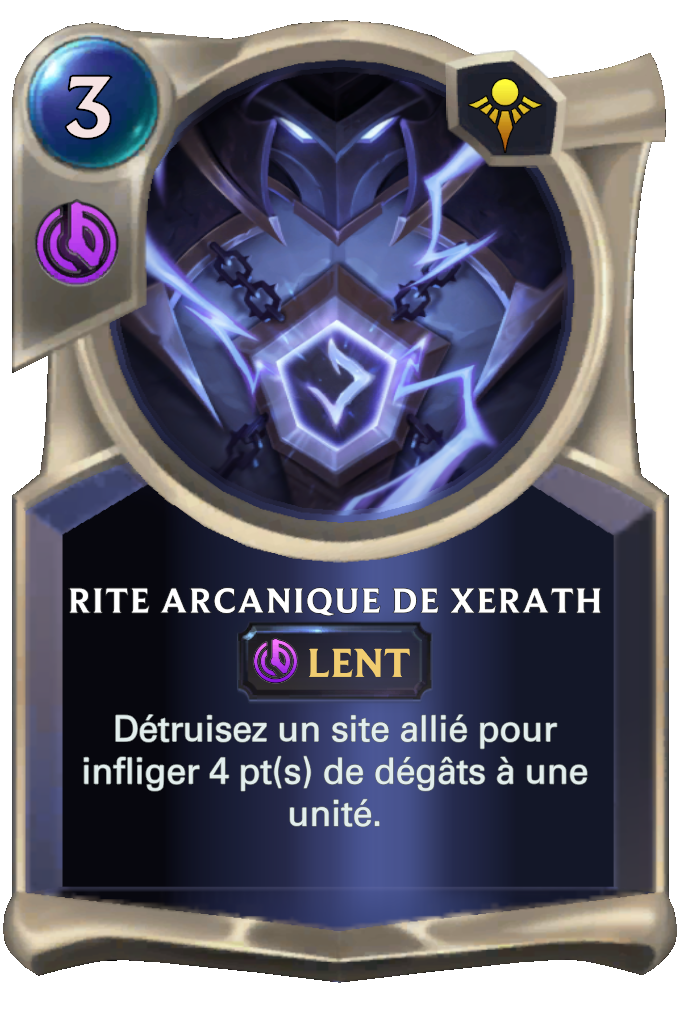 3
RITE ARCANIQUE DE XERATH
LENT
Détruisez un site allié pour
infliger 4 pt(s) de dégâts à une
unité.